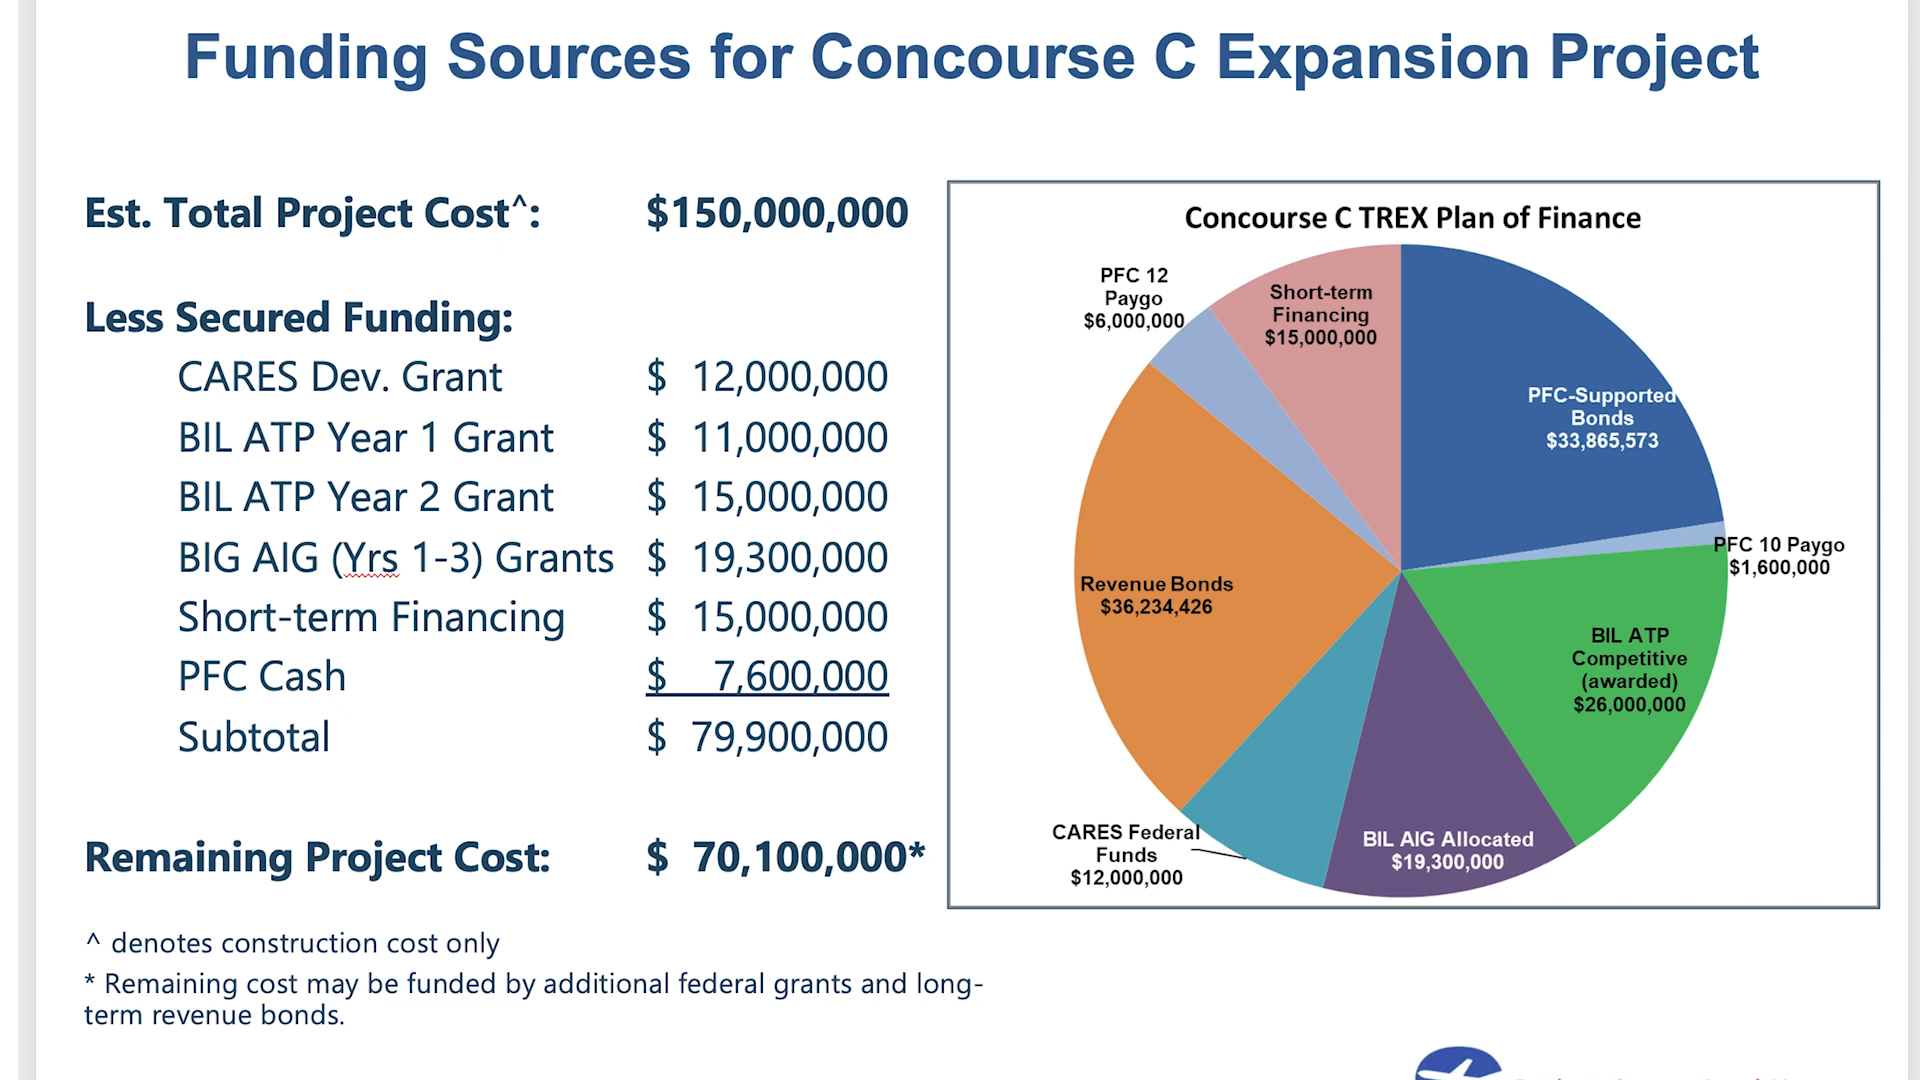 Funding Sources for Concourse C Expansion Project
Est. Total Project Cost^: $150,000,000
Less Secured Funding:
CARES Dev. Grant $ 12,000,000
BIL ATP Year 1 Grant $ 11,000,000
BIL ATP Year 2 Grant $ 15,000,000
BIG AIG (Yrs 1-3) Grants $ 19,300,000
Short-term Financing $ 15,000,000
PFC Cash $ 7,600,000
Subtotal $ 79,900,000
Remaining Project Cost: $ 70,100,000*
^ denotes construction cost only
* Remaining cost may be funded by additional federal grants and long-
term revenue bonds.
Concourse C TREX Plan of Finance
PFC 12
Paygo
$6,000,000
Short-term
Financing
$15,000,000
PFC-Supported
Bonds
$33,865,573
PFC 10 Paygo
$1,600,000
Revenue Bonds
$36,234,426
BIL ATP
Competitive
(awarded)
$26,000,000
CARES Federal
Funds
$12,000,000
BIL AIG Allocated
$19,300,000